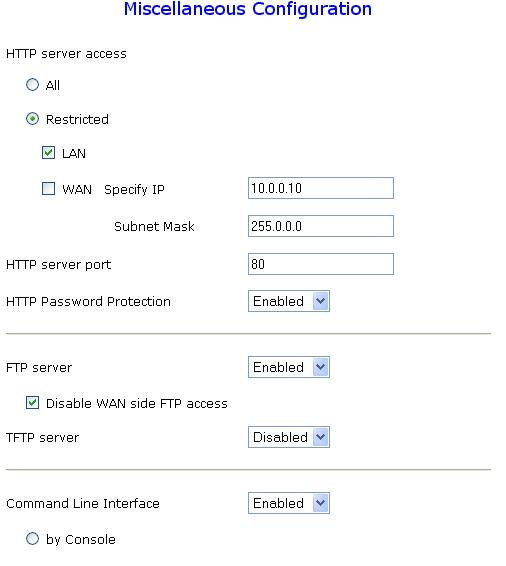 Miscellaneous Configuration
HTTP server access
All
Restricted
LAN
WAN Specify IP 10.0.0.10
Subnet Mask 255.0.0.0
HTTP server port 80
HTTP Password Protection Enabled
FTP server Enabled
Disable WAN side FTP access
TFTP server Disabled
Command Line Interface Enabled
by Console